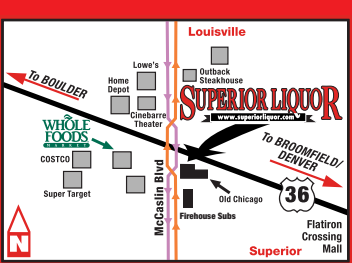 Louisville
Lowe's
Outback
Steakhouse
To BOULDER
Home
Depot
SUPERIOR LIQUOR
www.superiorliquor.com
Cinebarre
Theater
WHOLE
FOODS
MARKET
To BROOMFIELD/
DENVER
COSTCO
McCaslin Blvd
Super Target
Old Chicago
36
Firehouse Subs
Flatiron
Crossing
Mall
Superior
N